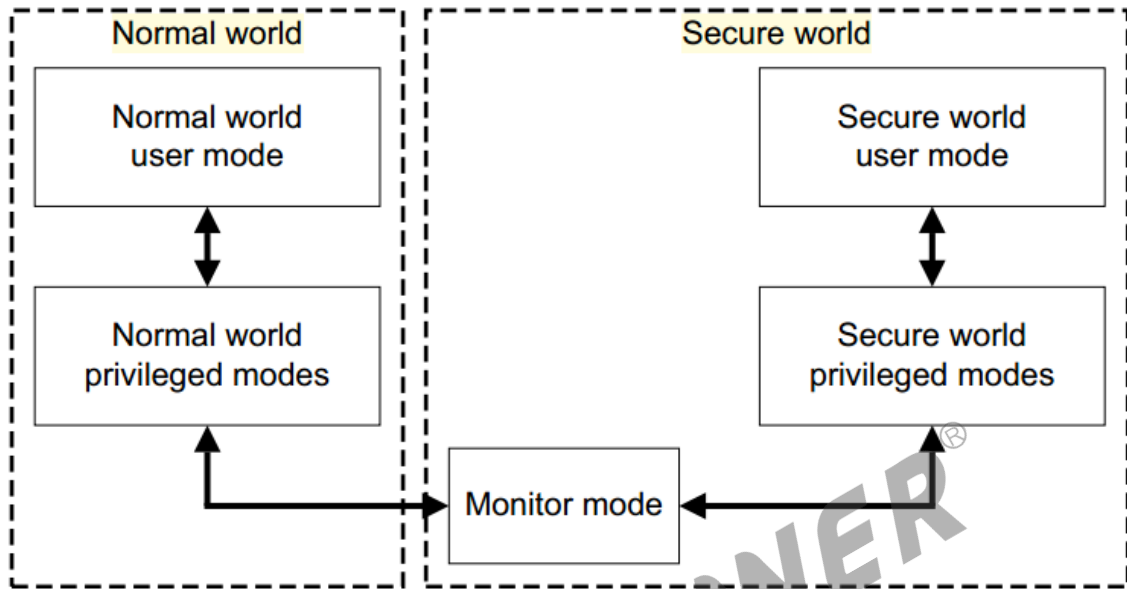 Normal world
Secure world
Normal world
user mode
Secure world
user mode
Normal world
privileged modes
Secure world
privileged modes
Monitor mode
NER®